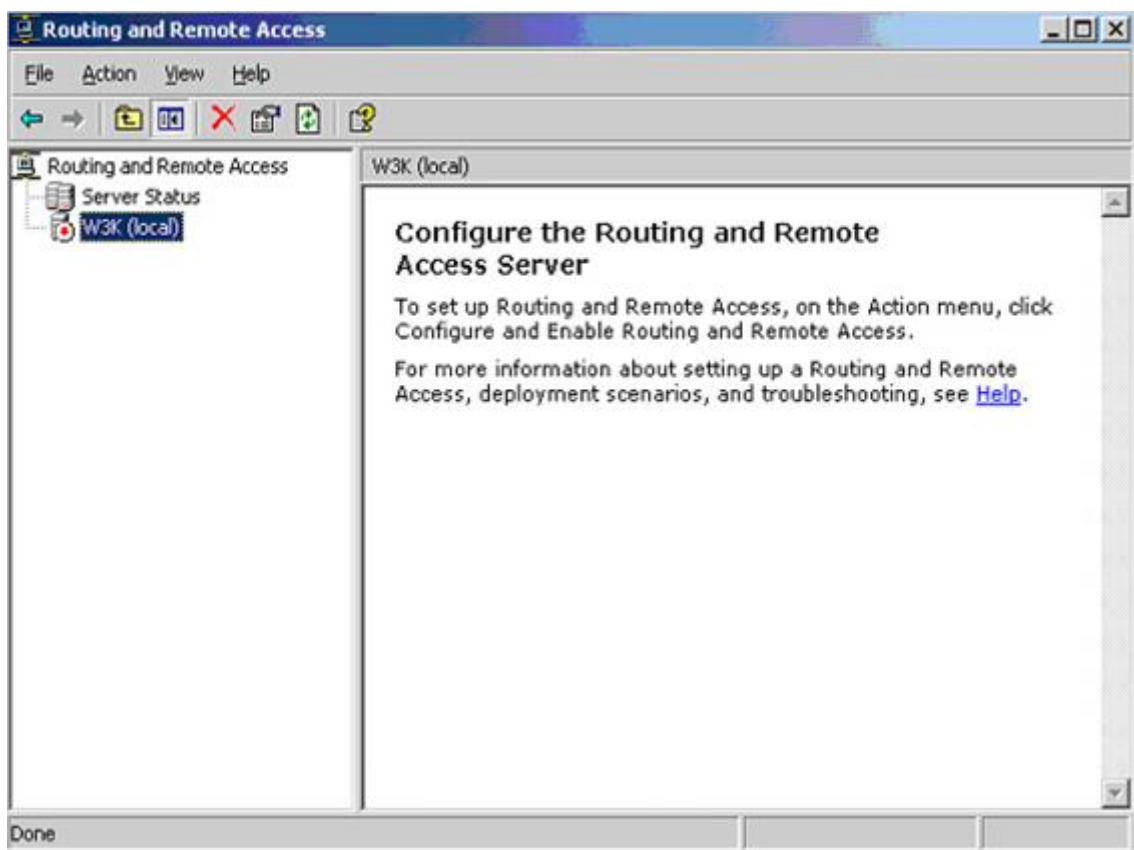 Routing and Remote Access
File Action View Help
Routing and Remote Access
Server Status
W3K (local)
W3K (local)
Configure the Routing and Remote
Access Server
To set up Routing and Remote Access, on the Action menu, click
Configure and Enable Routing and Remote Access.
For more information about setting up a Routing and Remote
Access, deployment scenarios, and troubleshooting, see Help.
Done